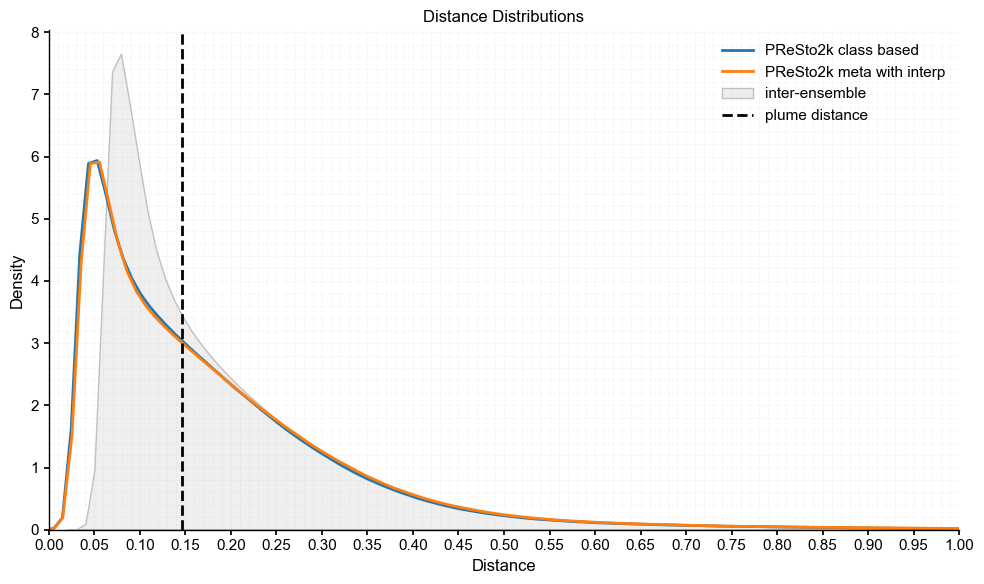 Distance Distributions
PReSto2k class based
PReSto2k meta with interp
inter-ensemble
plume distance
Density
8
7
6
5
4
3
2
1
0
0.00 0.05 0.10 0.15 0.20 0.25 0.30 0.35 0.40 0.45 0.50 0.55 0.60 0.65 0.70 0.75 0.80 0.85 0.90 0.95 1.00
Distance